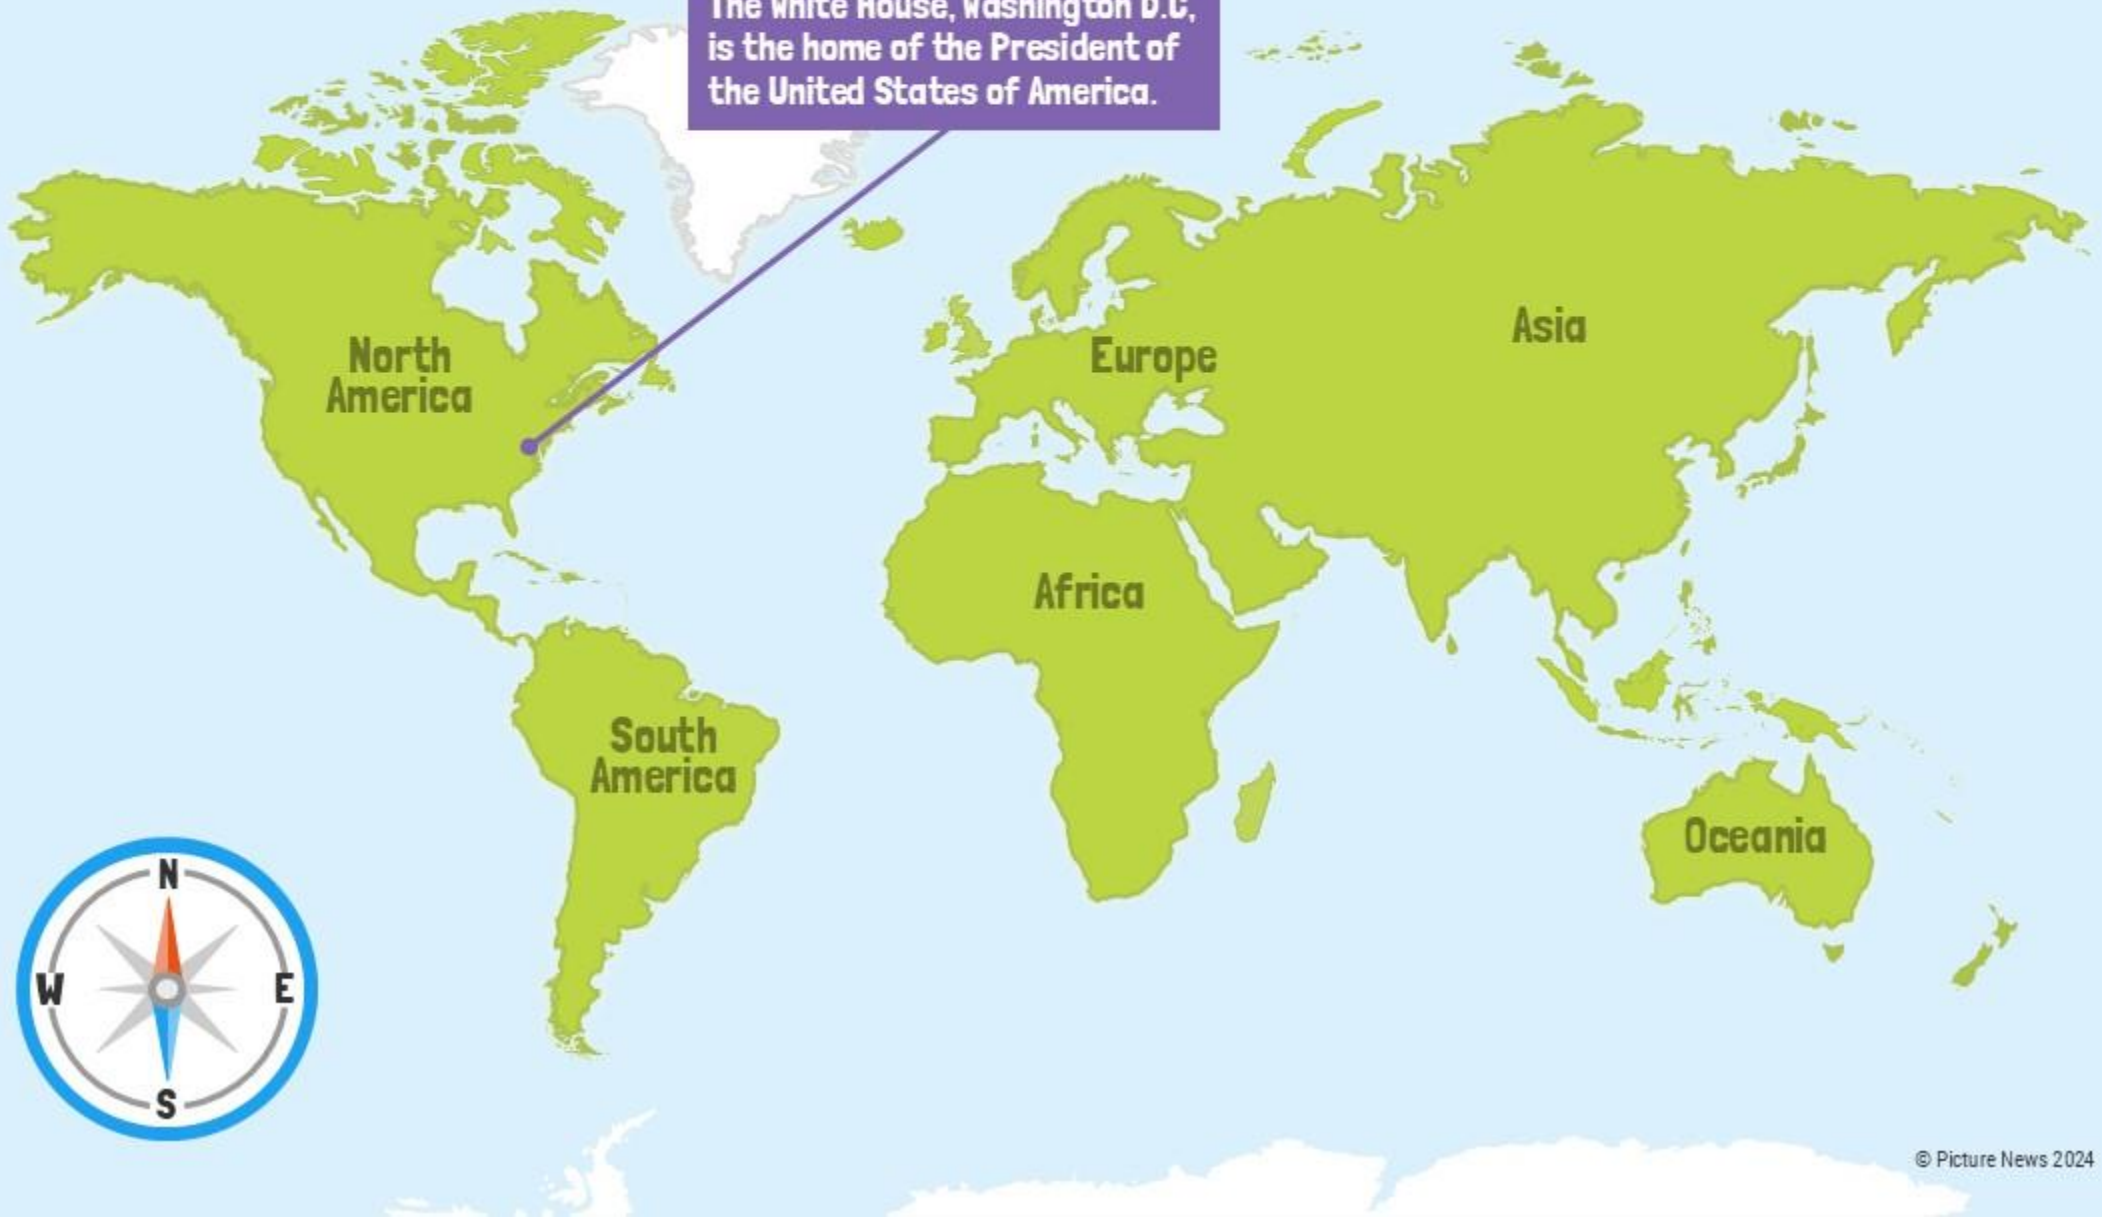 The White House, Washington D.C,
is the home of the President of
the United States of America.
North
America
Europe
Asia
Africa
South
America
Oceania
N
W
E
S
© Picture News 2024